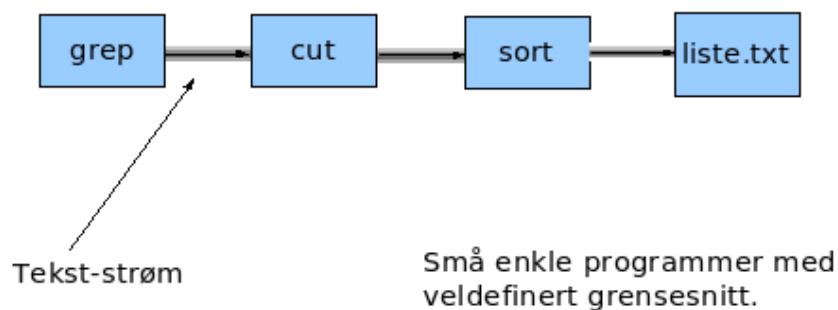 grep
cut
sort
liste.txt
Tekst-strøm
Små enkle programmer med
veldefinert grensesnitt.